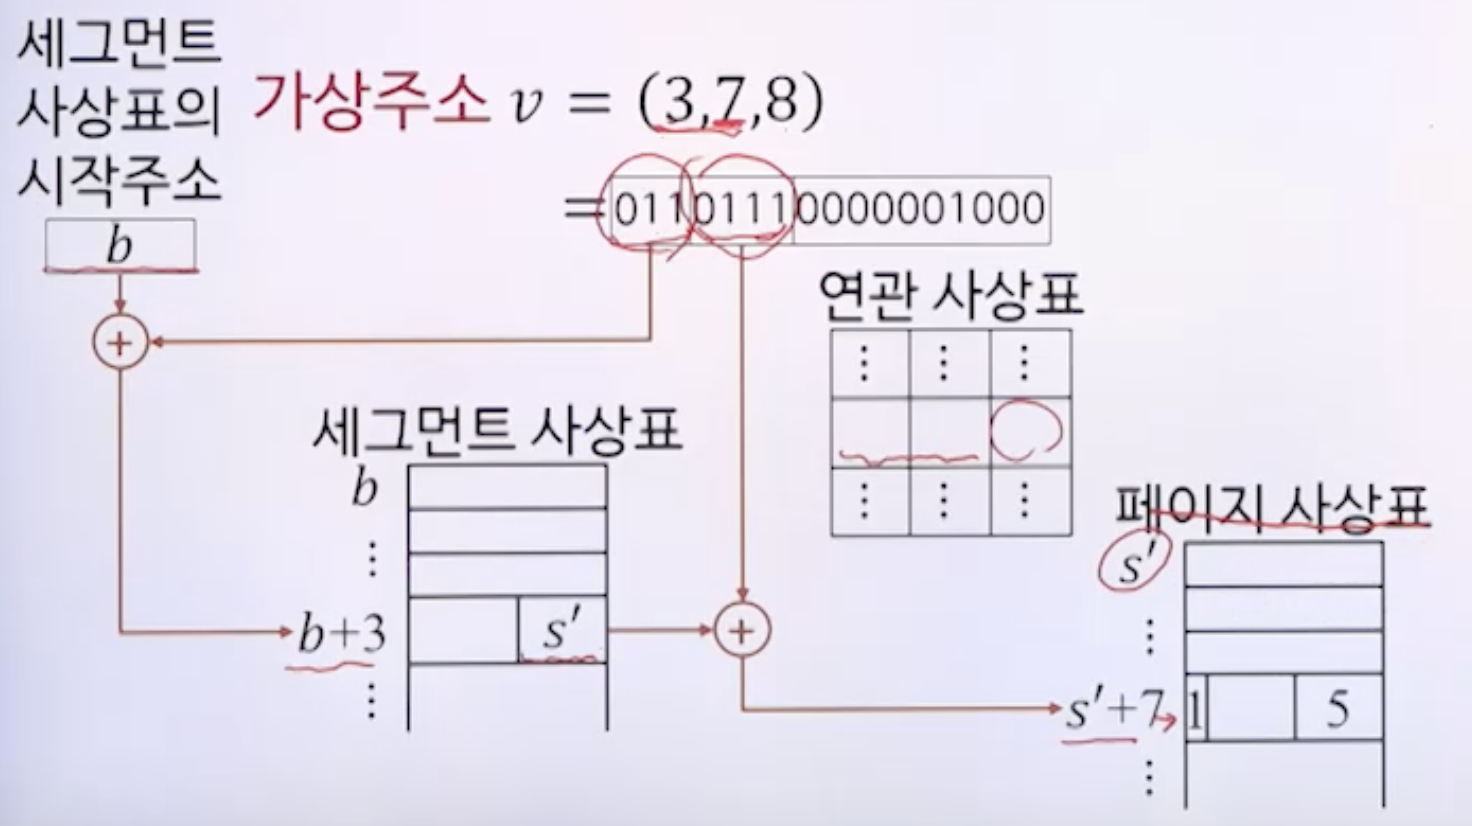 세그먼트
사상표의
시작주소
가상주소 v = (3,7,8)
=
011
0111
0000001000
b
+
연관 사상표
⋮ ⋮ ⋮
⋮ ⋮ ⋮
세그먼트 사상표
b
⋮
b+3
s′
⋮
+
페이지 사상표
s′
⋮
s′+7
1
5
⋮